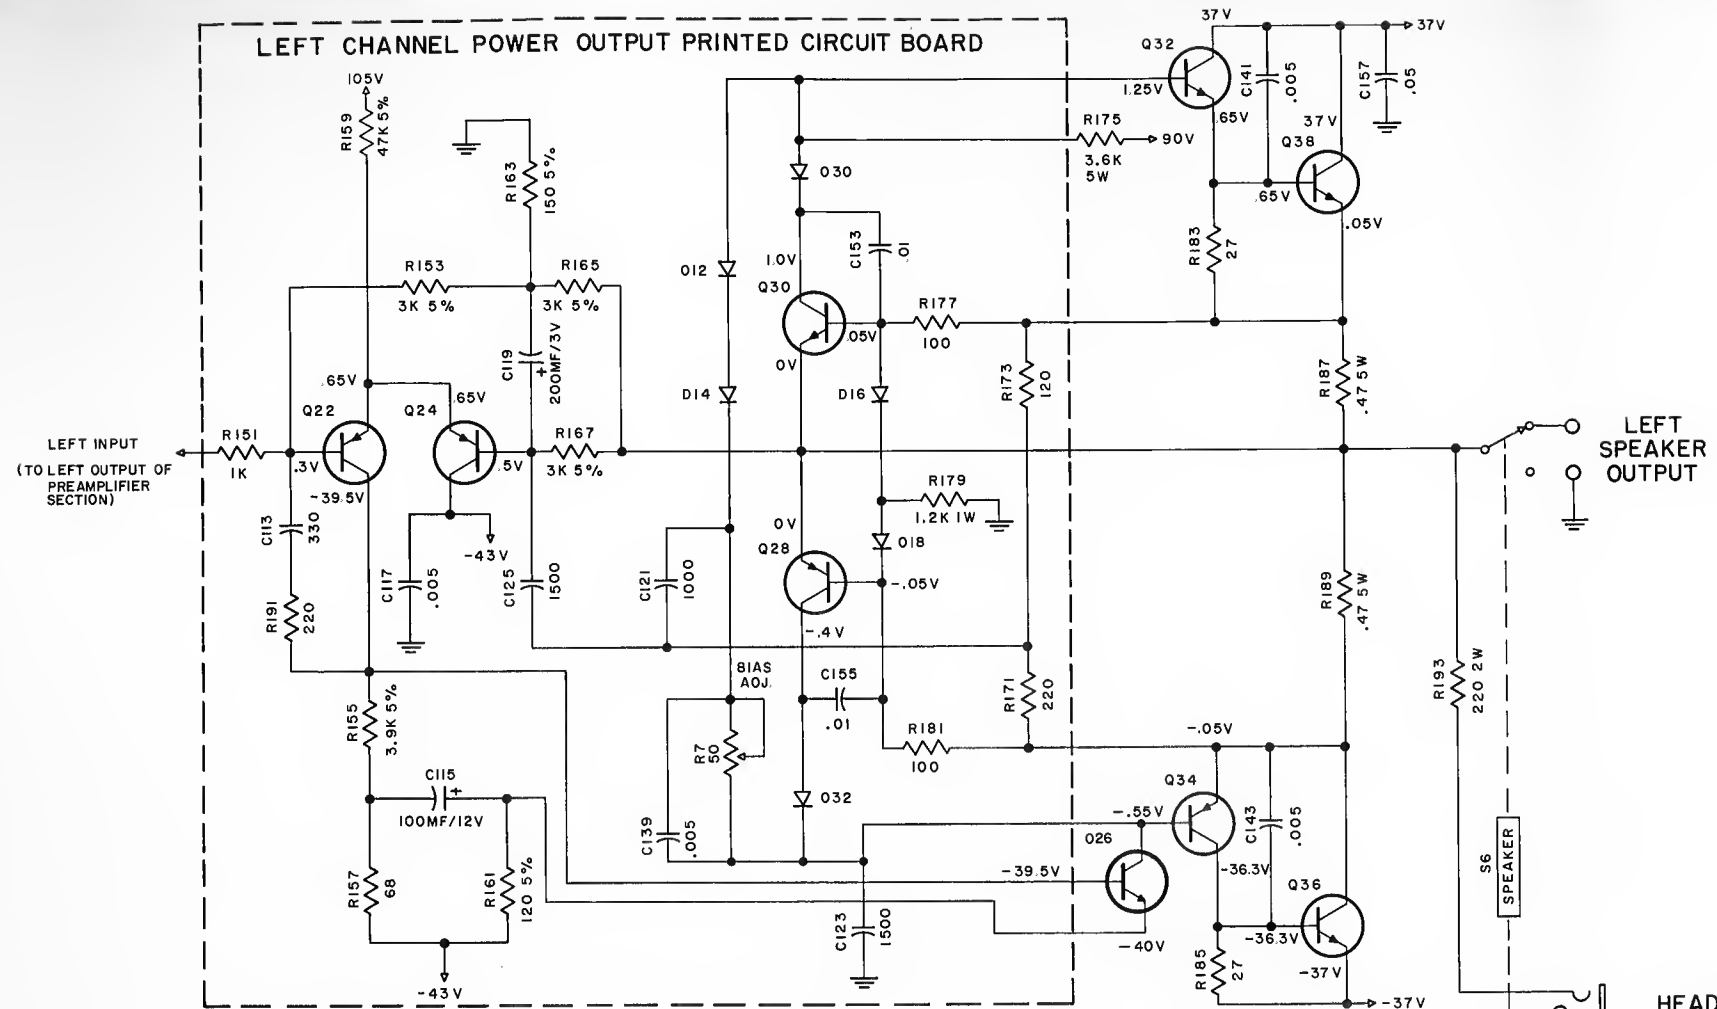 LEFT CHANNEL POWER OUTPUT PRINTED CIRCUIT BOARD
37V
37V
Q32
C141
.005
C157
.05
1.25V
.65V
37V
Q38
.65V
.05V
105V
R159
47K 5%
R163
150 5%
R175
3.6K
5W
90V
O30
C153
.01
R183
27
O12
1.0V
Q30
R153
3K 5%
R165
3K 5%
R177
100
.05V
0V
C119
+
200MF/3V
R173
120
R187
.47 5W
.65V
Q22
Q24
.65V
D14
D16
LEFT INPUT
(TO LEFT OUTPUT OF
PREAMPLIFIER
SECTION)
R151
1K
.3V
-39.5V
.5V
R167
3K 5%
LEFT
SPEAKER
OUTPUT
R179
1.2K 1W
C113
330
0V
Q28
O18
-43V
C117
.005
C125
1500
C121
1000
-.05V
R189
.47 5W
R191
220
-.4V
BIAS
AOJ.
C155
.01
R171
220
R193
220 2W
R155
3.9K 5%
R7
50
R181
100
-.05V
Q34
C115
+
100MF/12V
O32
-.55V
C143
.005
C139
.005
O26
-39.5V
-36.3V
Q36
S6
SPEAKER
R157
68
R161
120 5%
C123
1500
-40V
-36.3V
R185
27
-37V
-43V
-37V
HEAD